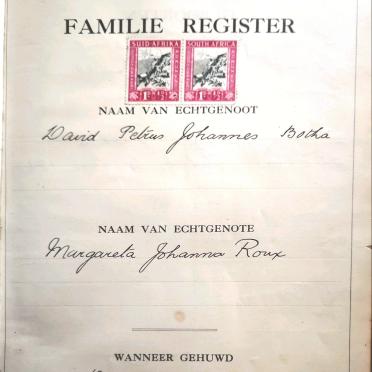 FAMILIE REGISTER
SUID AFRIKA SOUTH AFRICA
NAAM VAN ECHTGENOOT
David Petrus Johannes Botha
NAAM VAN ECHTGENOTE
Margareta Johanna Roux
WANNEER GEHUWD